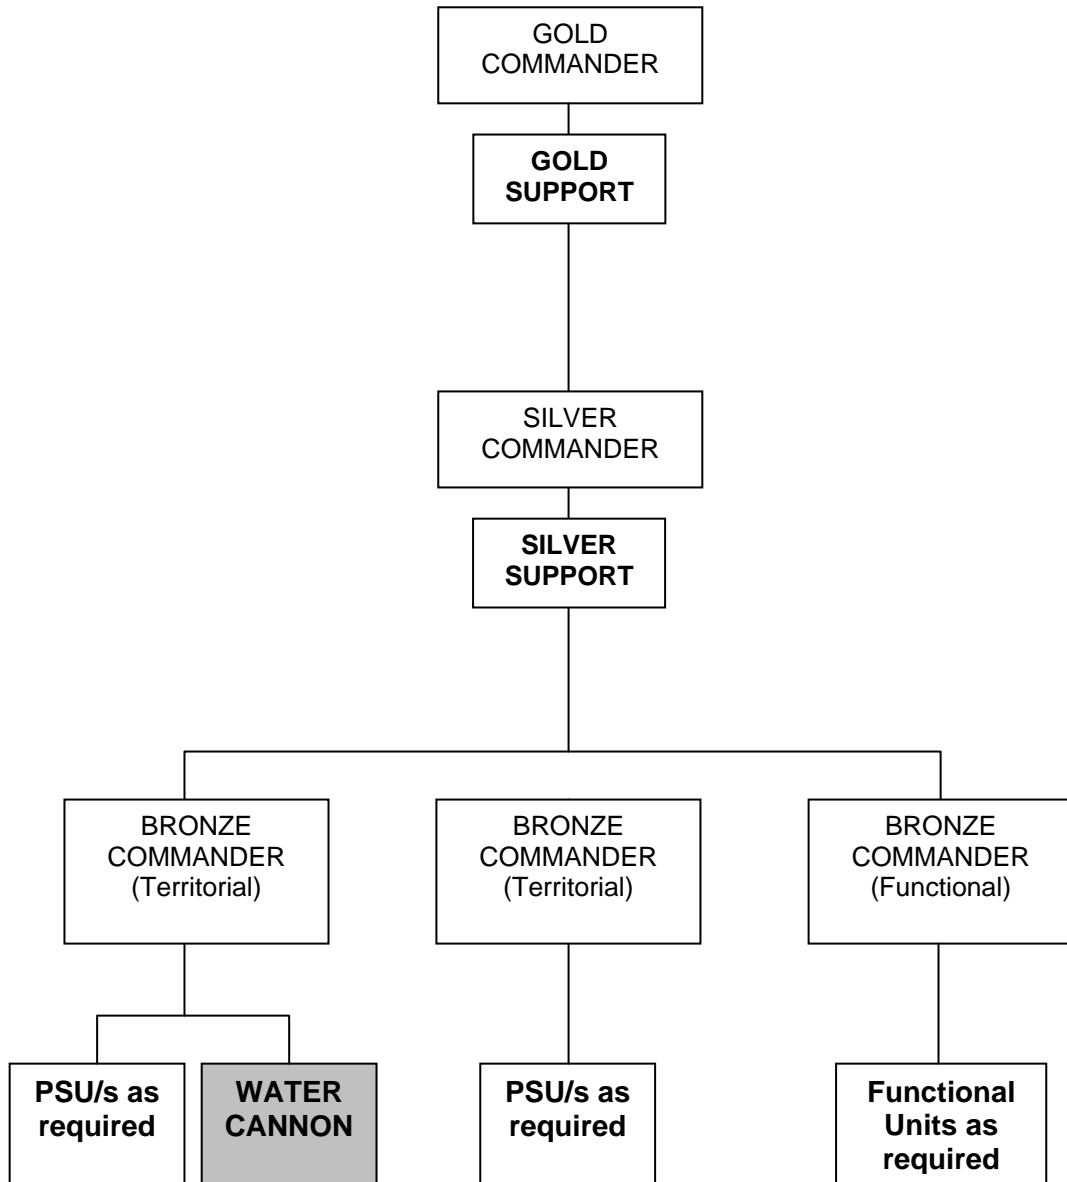 GOLD
COMMANDER
GOLD
SUPPORT
SILVER
COMMANDER
SILVER
SUPPORT
BRONZE
COMMANDER
(Territorial)
BRONZE
COMMANDER
(Territorial)
BRONZE
COMMANDER
(Functional)
PSU/s as
required
WATER
CANNON
PSU/s as
required
Functional
Units as
required